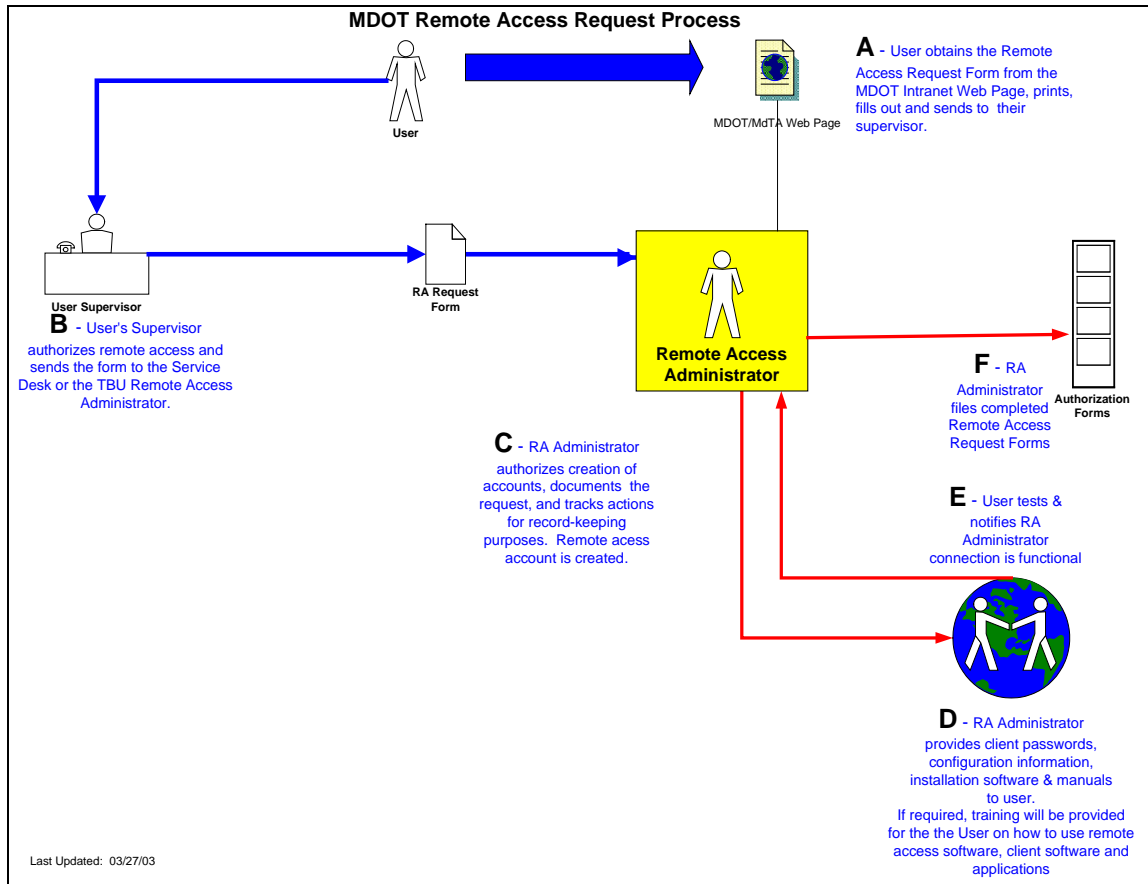 MDOT Remote Access Request Process
User
MDOT/MdTA Web Page
A - User obtains the Remote
Access Request Form from the
MDOT Intranet Web Page, prints,
fills out and sends to their
supervisor.
User Supervisor
B - User's Supervisor
authorizes remote access and
sends the form to the Service
Desk or the TBU Remote Access
Administrator.
RA Request
Form
Remote Access
Administrator
C - RA Administrator
authorizes creation of
accounts, documents the
request, and tracks actions
for record-keeping
purposes. Remote acess
account is created.
F - RA
Administrator
files completed
Remote Access
Request Forms
Authorization
Forms
E - User tests &
notifies RA
Administrator
connection is functional
D - RA Administrator
provides client passwords,
configuration information,
installation software & manuals
to user.
If required, training will be provided
for the the User on how to use remote
access software, client software and
applications
Last Updated: 03/27/03